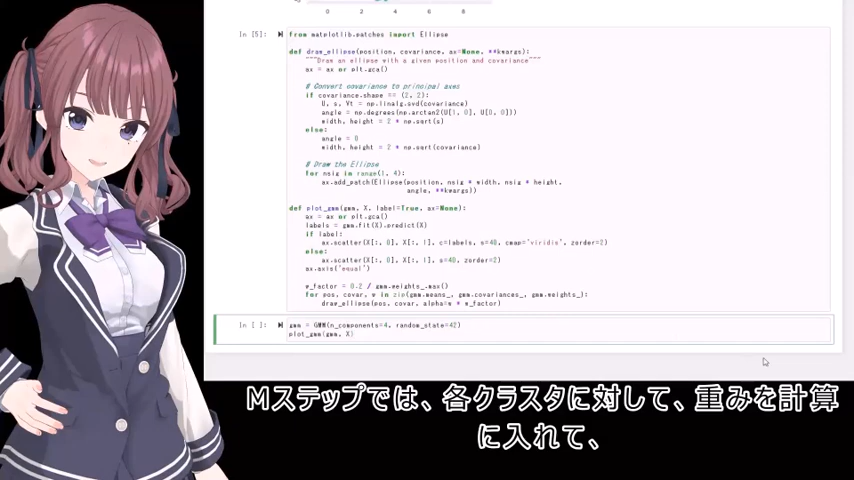 0 2 4 6 8
In [5]:
from matplotlib.patches import Ellipse
def draw_ellipse(position, covariance, ax=None, **kwargs):
"""Draw an ellipse with a given position and covariance"""
ax = ax or plt.gca()
# Convert covariance to principal axes
if covariance.shape == (2, 2):
U, s, Vt = np.linalg.svd(covariance)
angle = np.degrees(np.arctan2(U[1, 0], U[0, 0]))
width, height = 2 * np.sqrt(s)
else:
angle = 0
width, height = 2 * np.sqrt(covariance)
# Draw the Ellipse
for nsig in range(1, 4):
ax.add_patch(Ellipse(position, nsig * width, nsig * height,
angle, **kwargs))
def plot_gmm(gmm, X, label=True, ax=None):
ax = ax or plt.gca()
labels = gmm.fit(X).predict(X)
if label:
ax.scatter(X[:, 0], X[:, 1], c=labels, s=40, cmap='viridis', zorder=2)
else:
ax.scatter(X[:, 0], X[:, 1], s=40, zorder=2)
ax.axis('equal')
w_factor = 0.2 / gmm.weights_.max()
for pos, covar, w in zip(gmm.means_, gmm.covariances_, gmm.weights_):
draw_ellipse(pos, covar, alpha=w * w_factor)
In [ ]:
gmm = GMM(n_components=4, random_state=42)
plot_gmm(gmm, X)
Mステップでは、各クラスタに対して、重みを計算
に入れて、